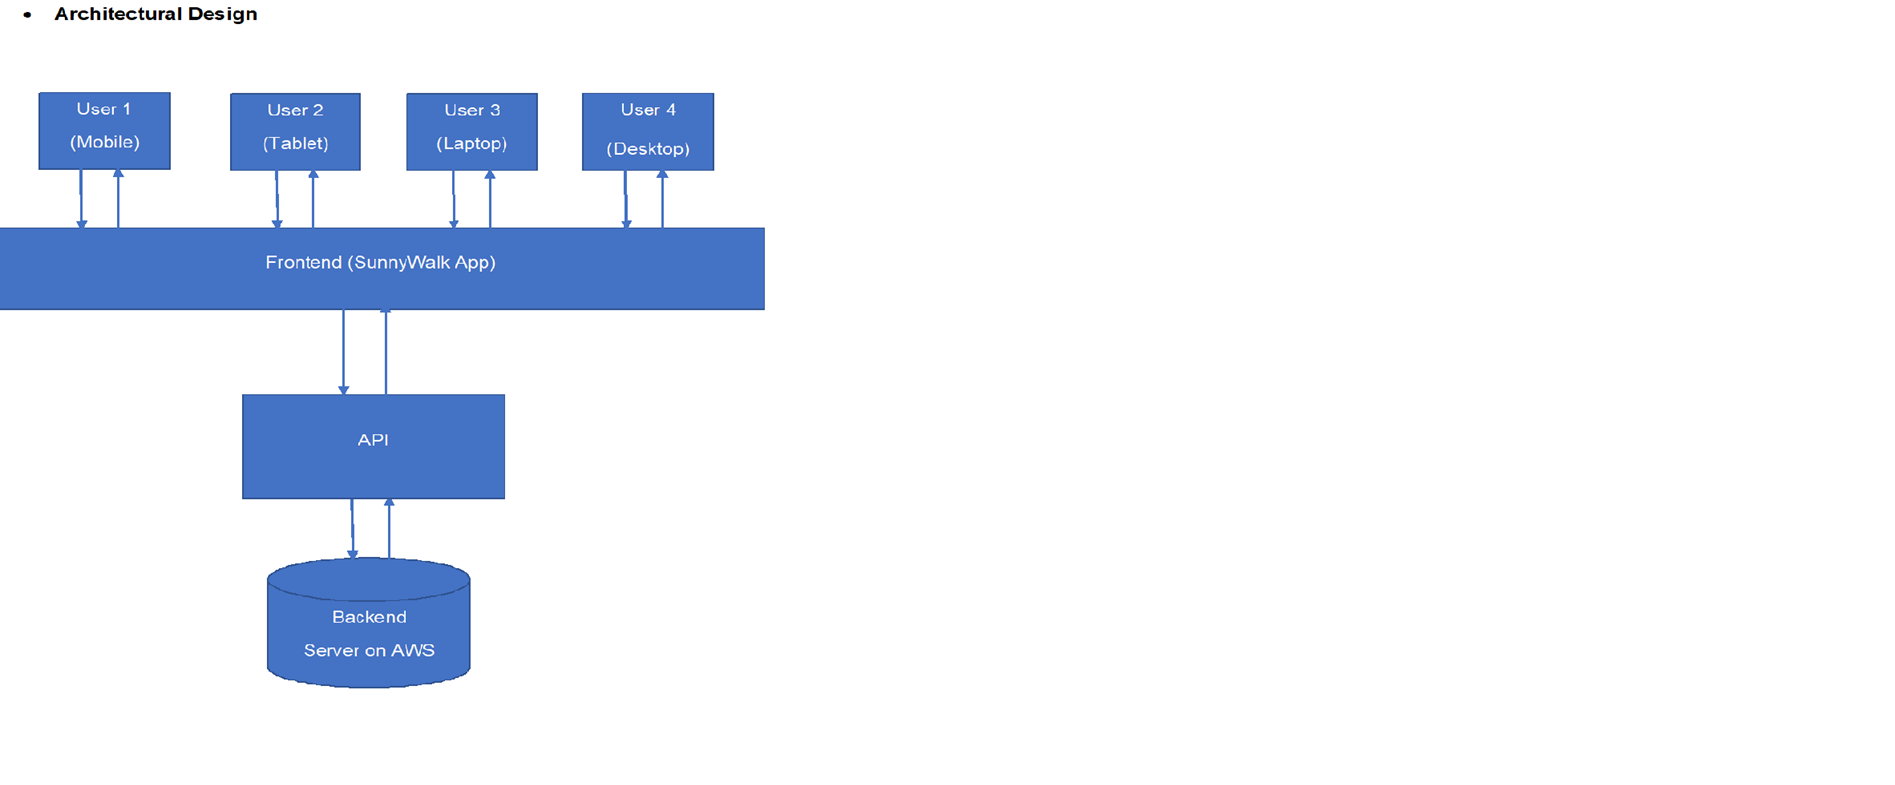 • Architectural Design
User 1
(Mobile)
User 2
(Tablet)
User 3
(Laptop)
User 4
(Desktop)
Frontend (SunnyWalk App)
API
Backend
Server on AWS